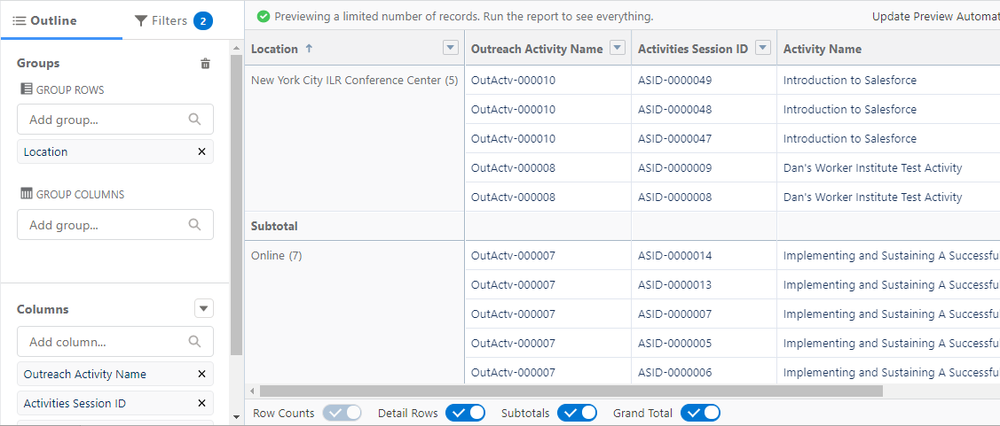 Outline
Filters 2
Groups
GROUP ROWS
Add group...
Location
GROUP COLUMNS
Add group...
Columns
Add column...
Outreach Activity Name
Activities Session ID
Previewing a limited number of records. Run the report to see everything. Update Preview Automat
Location Outreach Activity Name Activities Session ID Activity Name
New York City ILR Conference Center (5) OutActv-000010 ASID-0000049 Introduction to Salesforce
OutActv-000010 ASID-0000048 Introduction to Salesforce
OutActv-000010 ASID-0000047 Introduction to Salesforce
OutActv-000008 ASID-0000009 Dan's Worker Institute Test Activity
OutActv-000008 ASID-0000008 Dan's Worker Institute Test Activity
Subtotal
Online (7) OutActv-000007 ASID-0000014 Implementing and Sustaining A Successfu
OutActv-000007 ASID-0000013 Implementing and Sustaining A Successfu
OutActv-000007 ASID-0000007 Implementing and Sustaining A Successfu
OutActv-000007 ASID-0000005 Implementing and Sustaining A Successfu
OutActv-000007 ASID-0000006 Implementing and Sustaining A Successfu
Row Counts Detail Rows Subtotals Grand Total